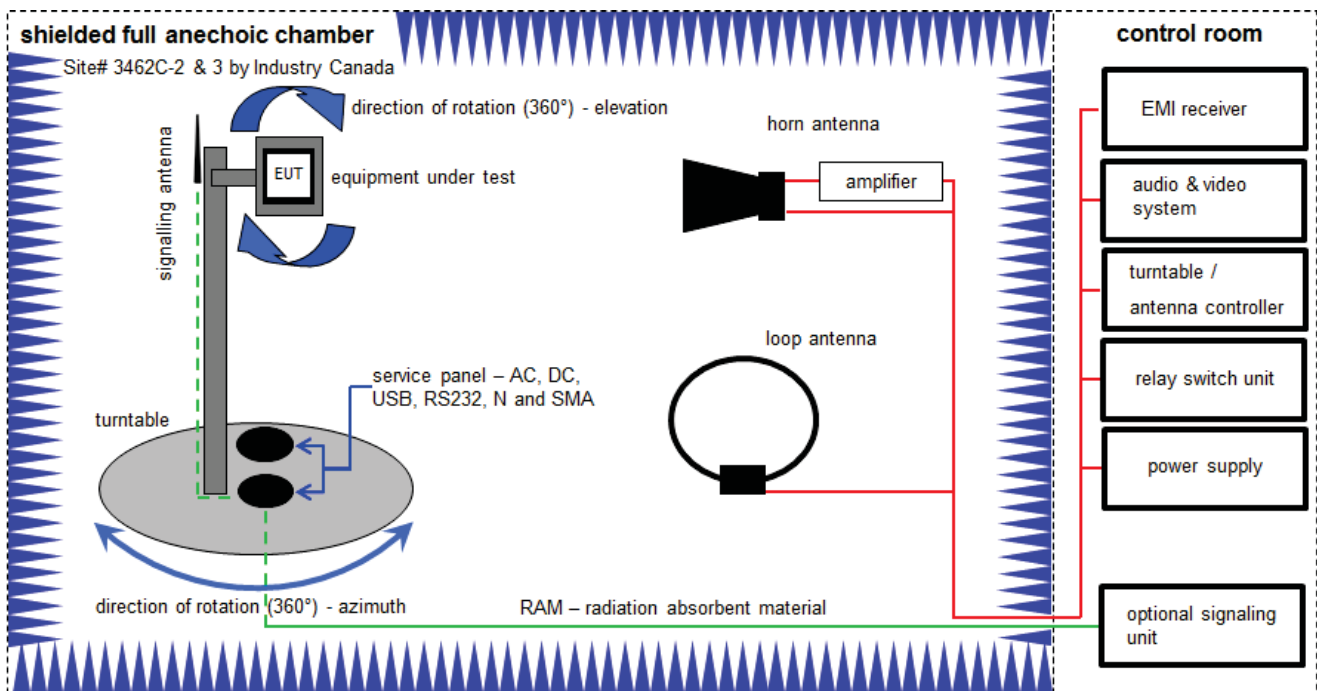 shielded full anechoic chamber
Site# 3462C-2 & 3 by Industry Canada
direction of rotation (360°) - elevation
signalling antenna
EUT
equipment under test
horn antenna
amplifier
loop antenna
service panel – AC, DC,
USB, RS232, N and SMA
turntable
direction of rotation (360°) - azimuth
RAM – radiation absorbent material
control room
EMI receiver
audio & video
system
turntable /
antenna controller
relay switch unit
power supply
optional signaling
unit